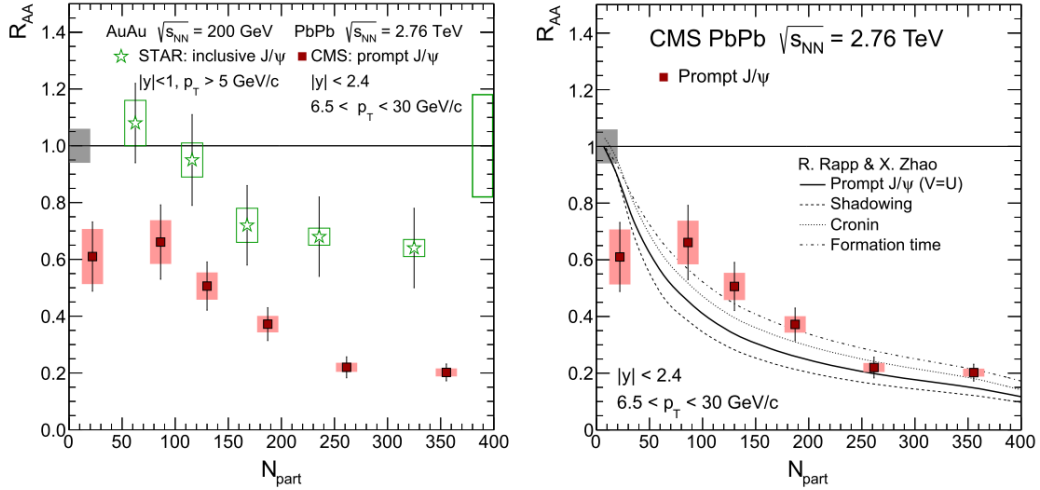 R_AA
1.4
1.2
1.0
0.8
0.6
0.4
0.2
0.0
0 50 100 150 200 250 300 350 400
N_part
AuAu √s_NN = 200 GeV
STAR: inclusive J/ψ
|y|<1, p_T > 5 GeV/c
PbPb √s_NN = 2.76 TeV
CMS: prompt J/ψ
|y| < 2.4
6.5 < p_T < 30 GeV/c
R_AA
1.4
1.2
1
0.8
0.6
0.4
0.2
0
0 50 100 150 200 250 300 350 400
N_part
CMS PbPb √s_NN = 2.76 TeV
Prompt J/ψ
R. Rapp & X. Zhao
Prompt J/ψ (V=U)
Shadowing
Cronin
Formation time
|y| < 2.4
6.5 < p_T < 30 GeV/c